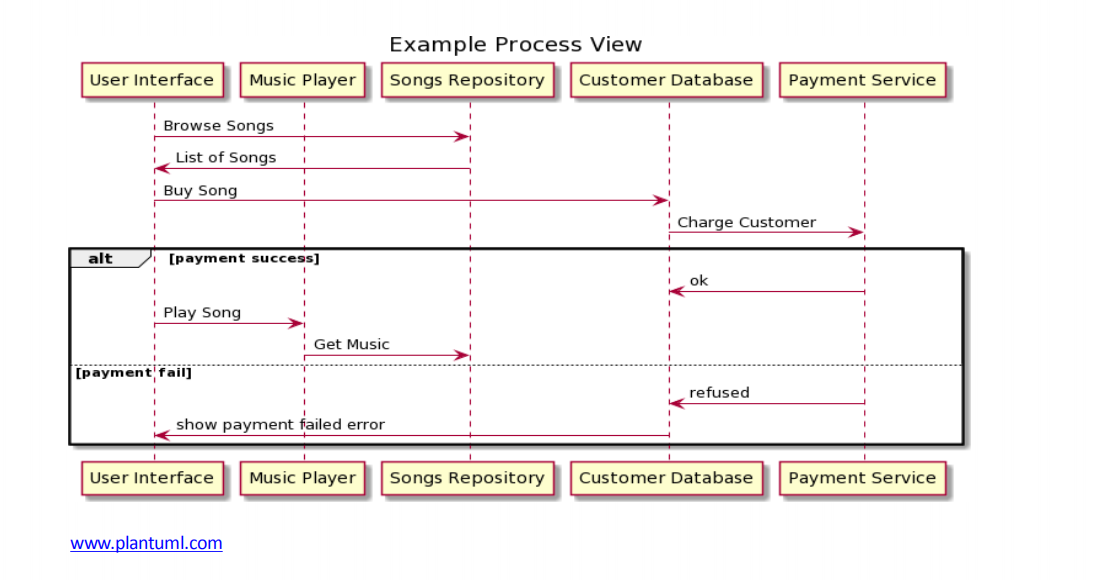 Example Process View
User Interface Music Player Songs Repository Customer Database Payment Service
Browse Songs
List of Songs
Buy Song
Charge Customer
alt [payment success]
ok
Play Song
Get Music
[payment fail]
refused
show payment failed error
User Interface Music Player Songs Repository Customer Database Payment Service
www.plantuml.com